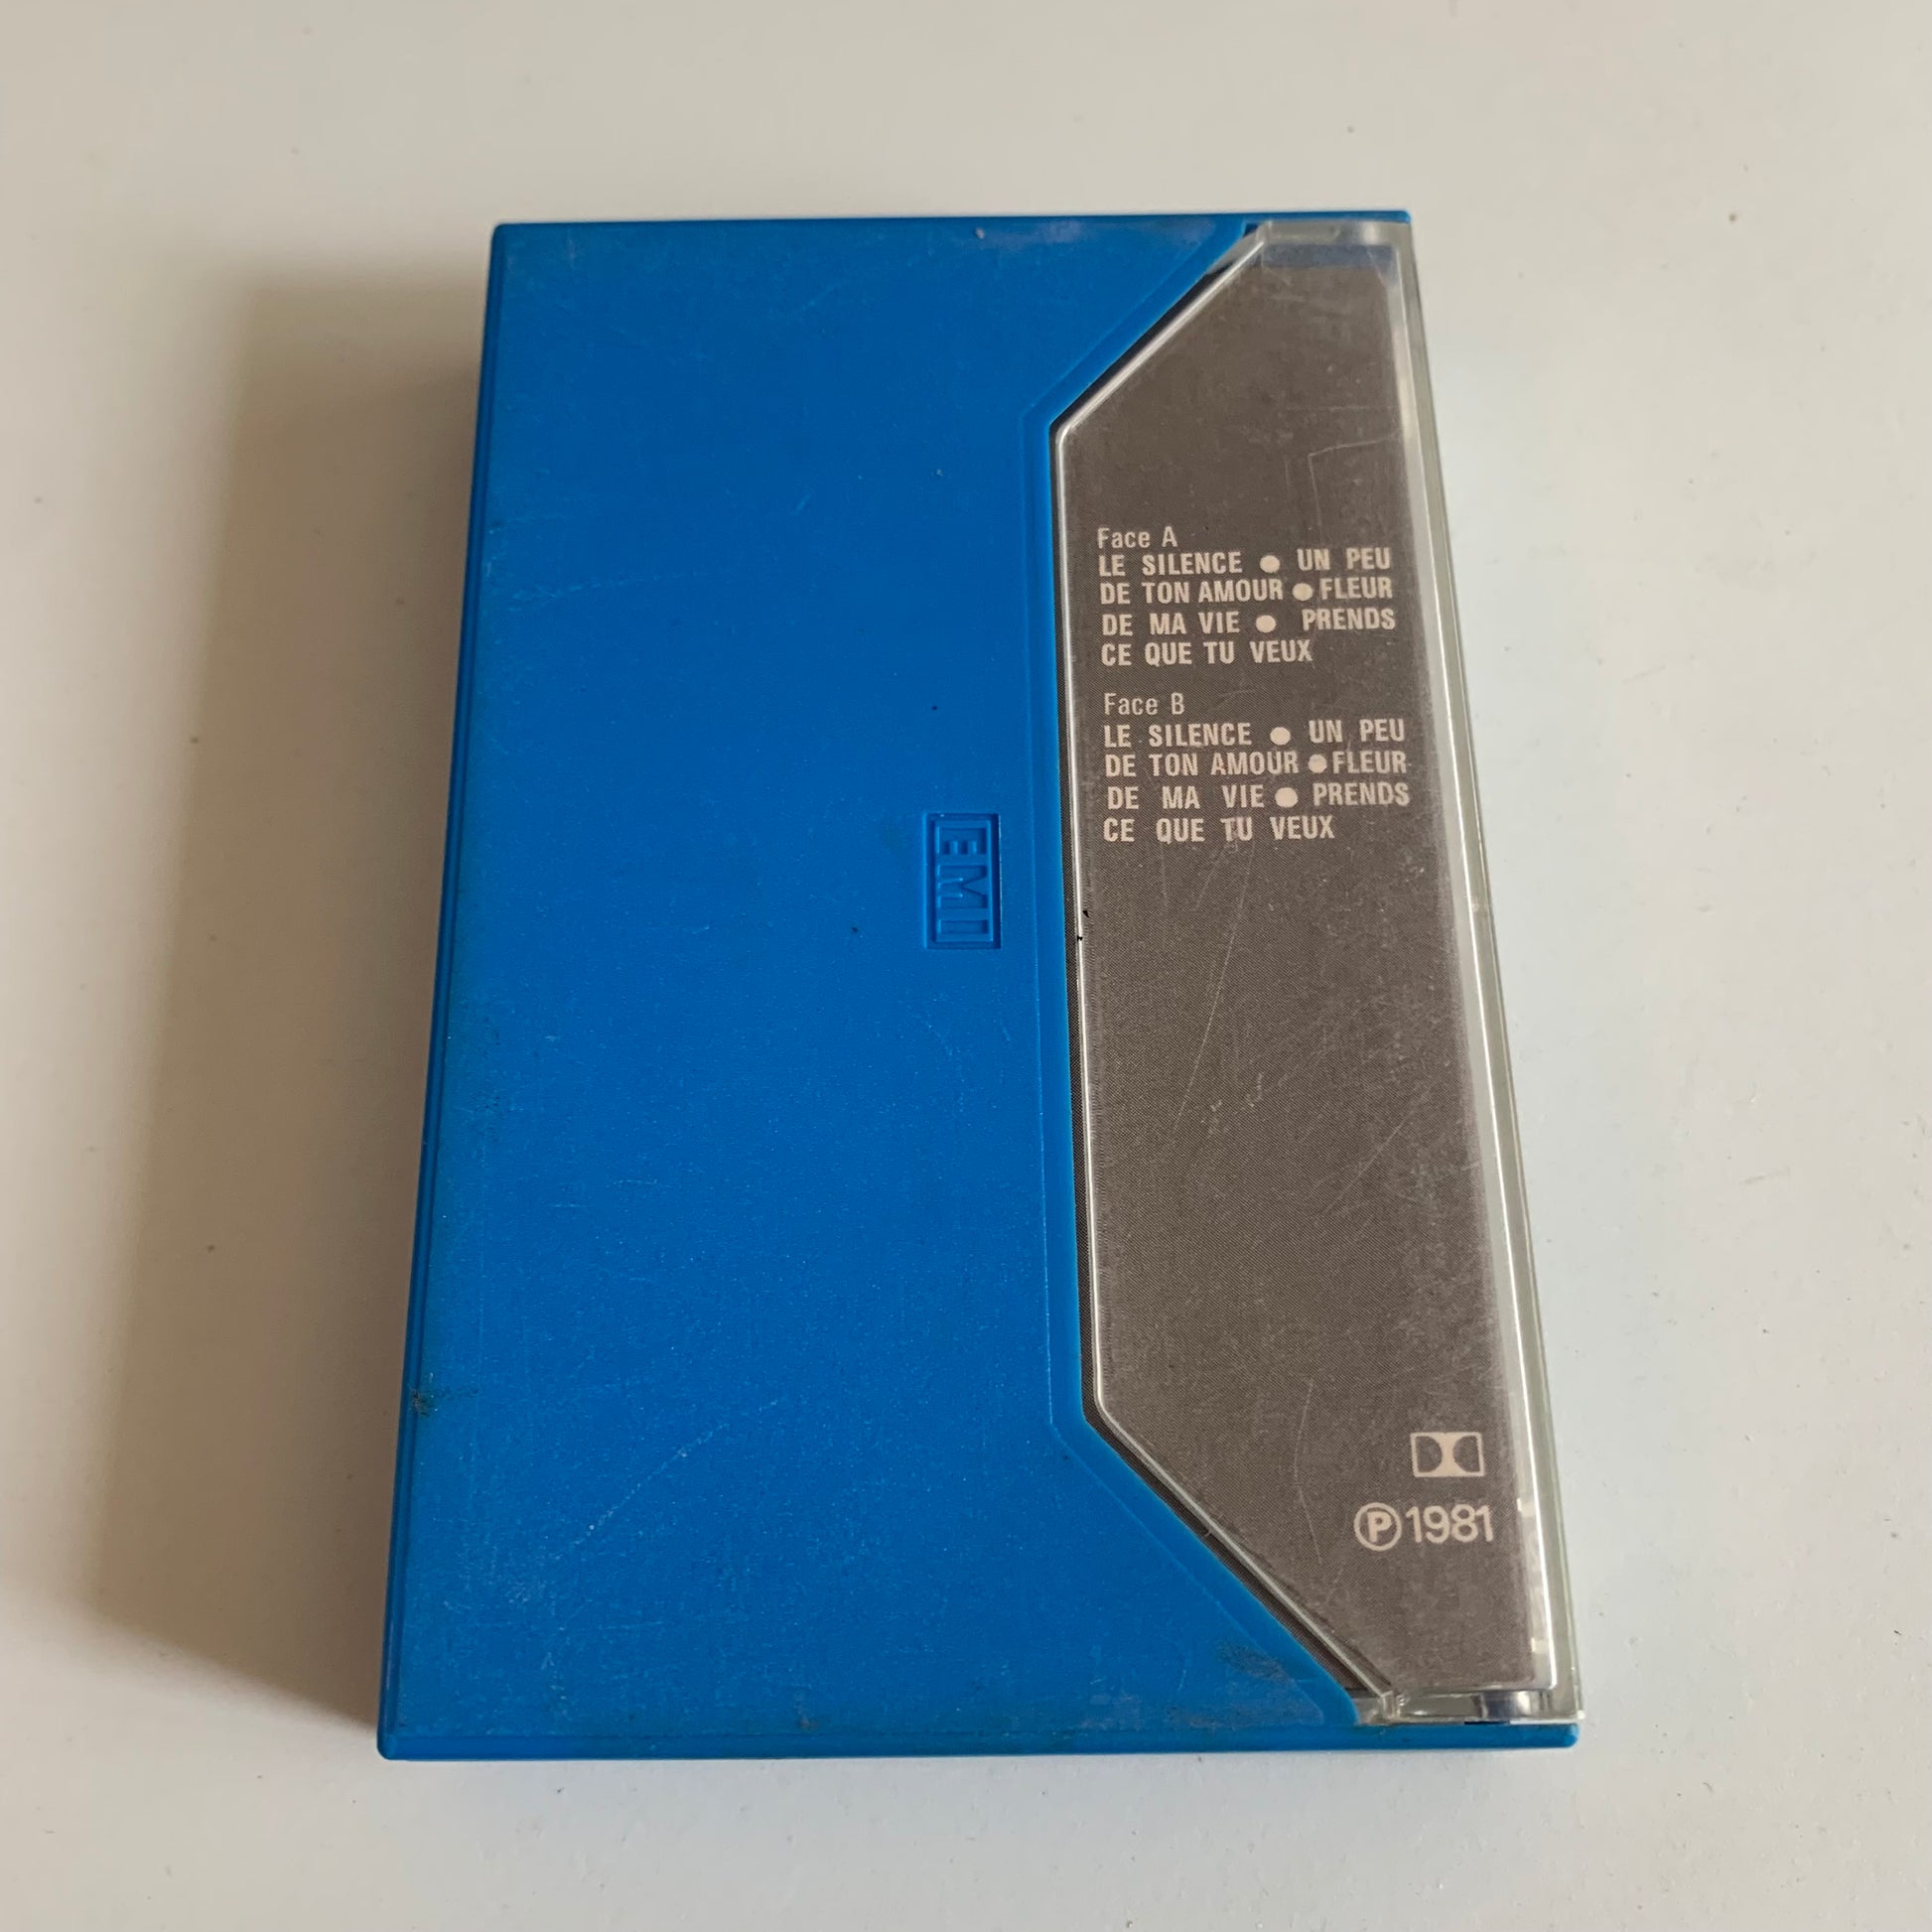 Face A
LE SILENCE ● UN PEU
DE TON AMOUR ● FLEUR
DE MA VIE ● PRENDS
CE QUE TU VEUX
Face B
LE SILENCE ● UN PEU
DE TON AMOUR ● FLEUR
DE MA VIE ● PRENDS
CE QUE TU VEUX
EMI
Ⓟ 1981